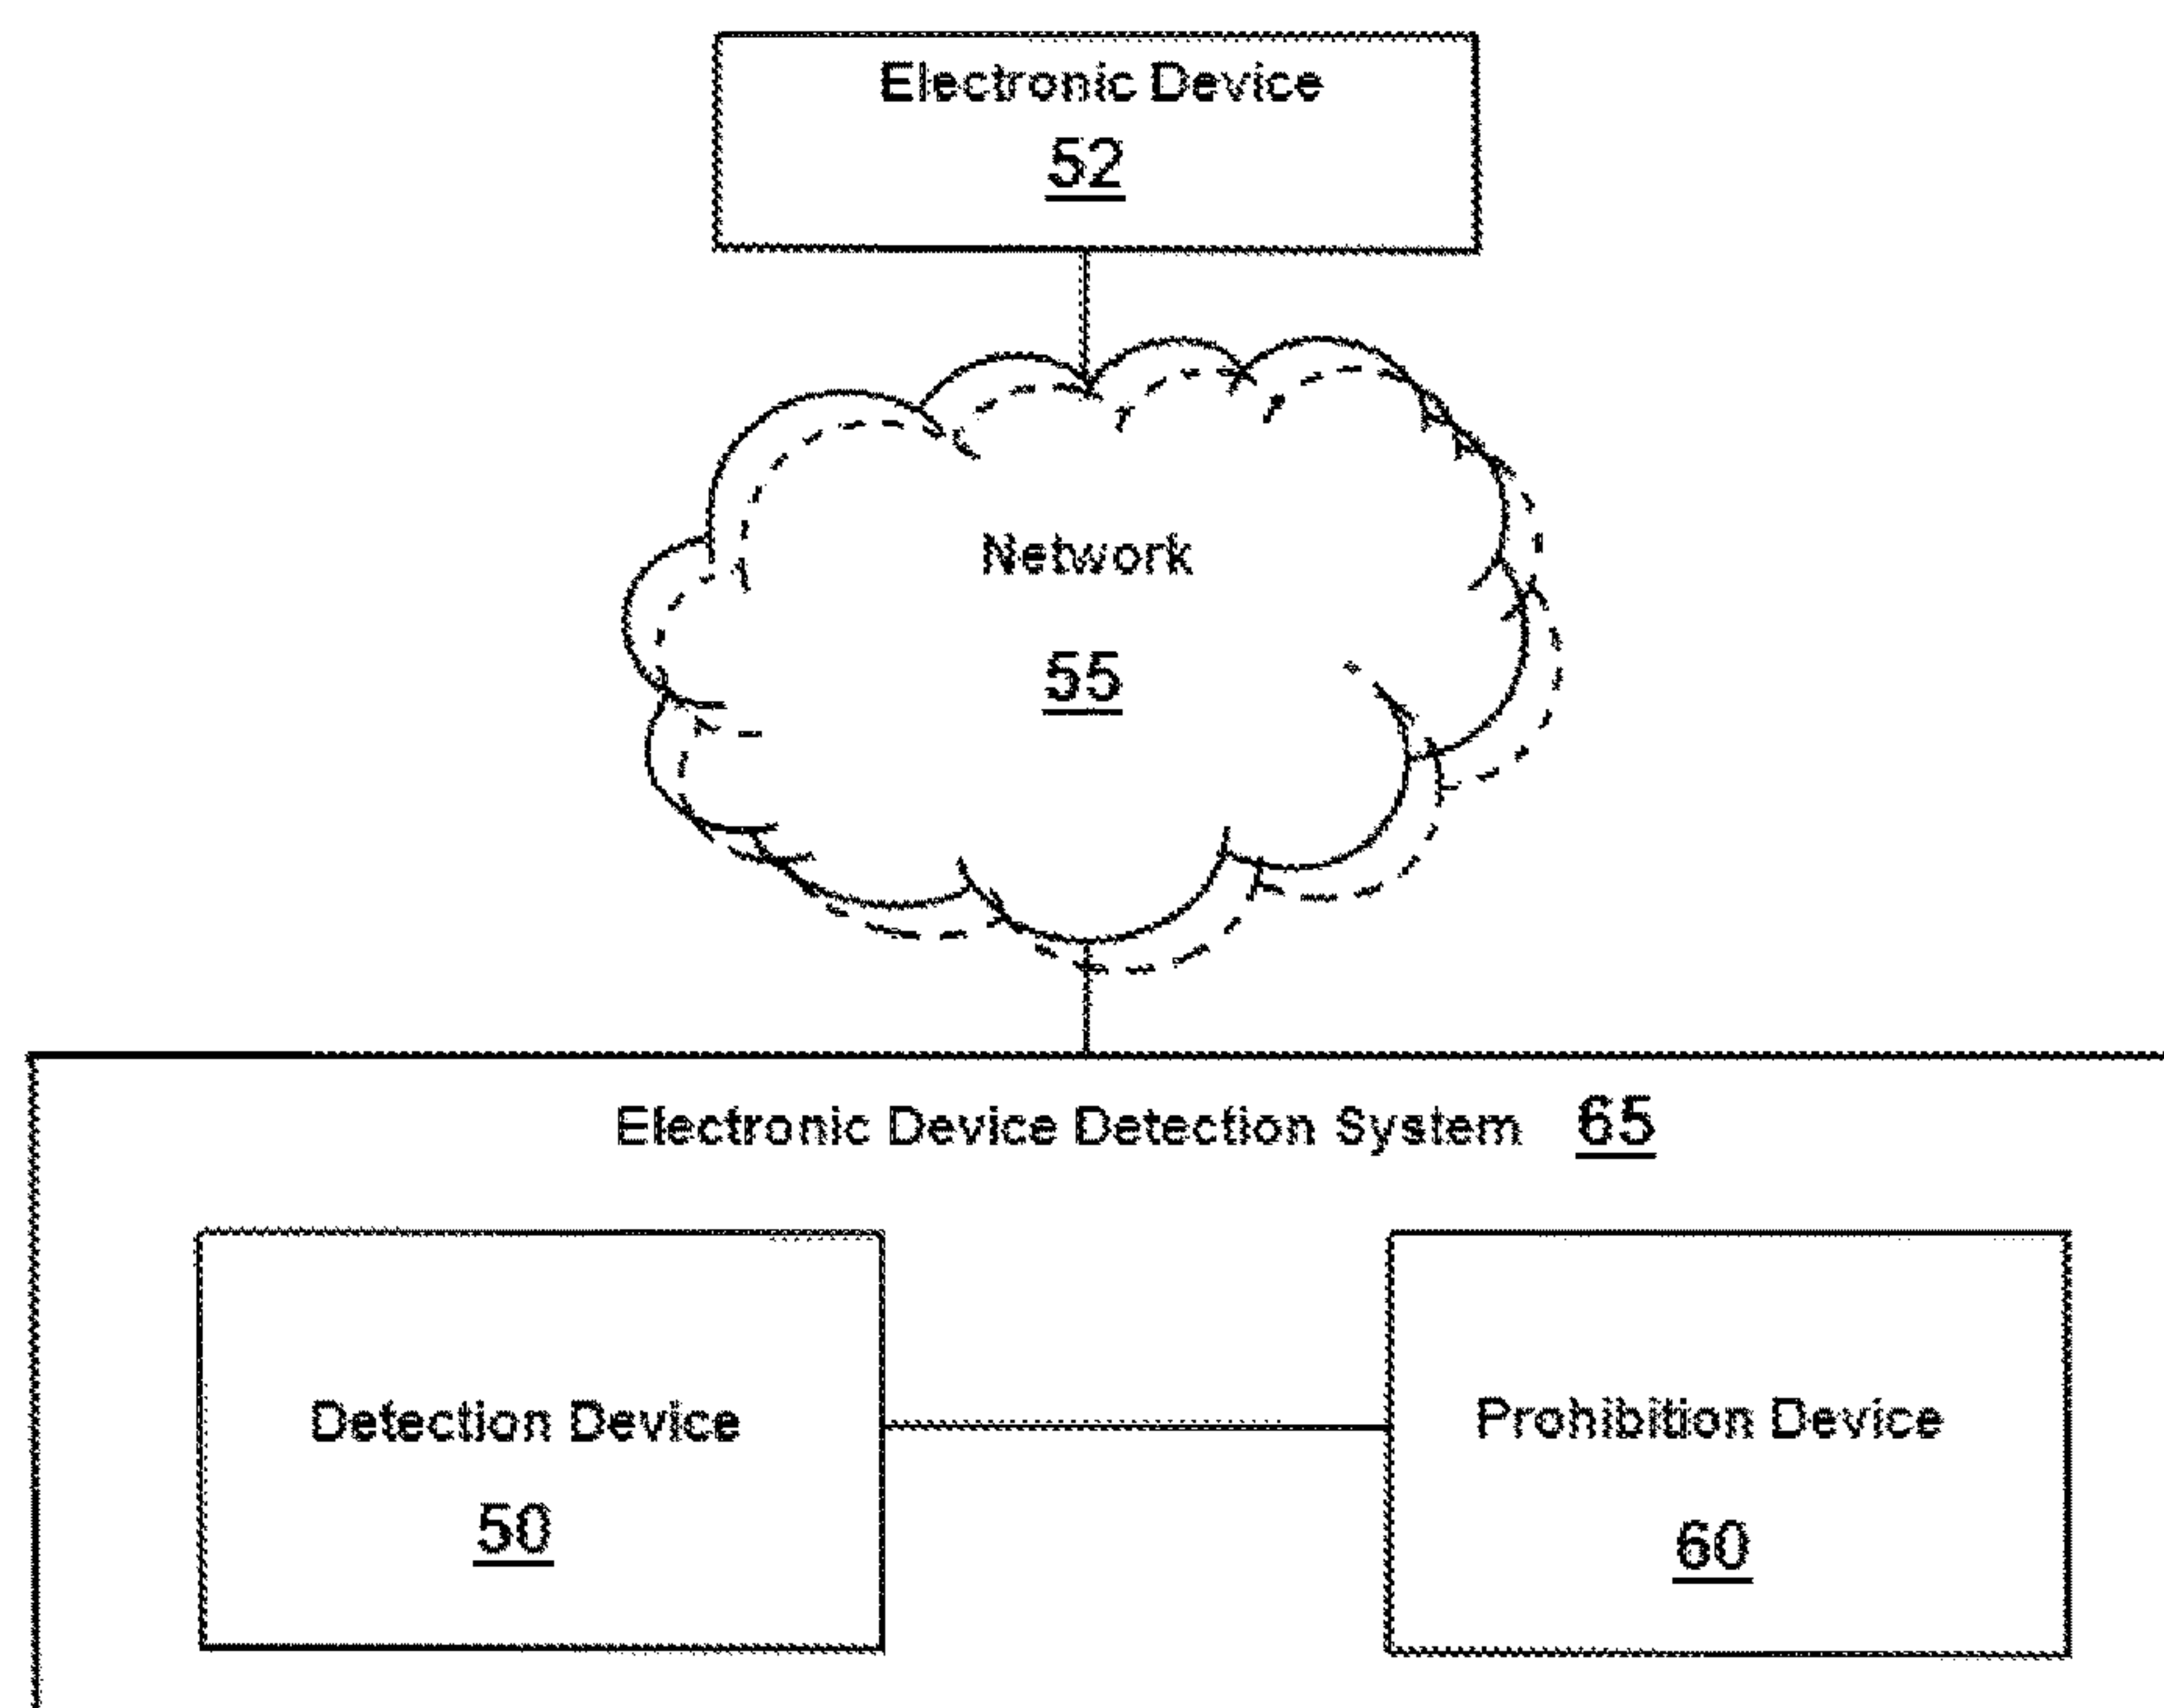 Electronic Device
52
Network
55
Electronic Device Detection System 65
Detection Device
50
Prohibition Device
60